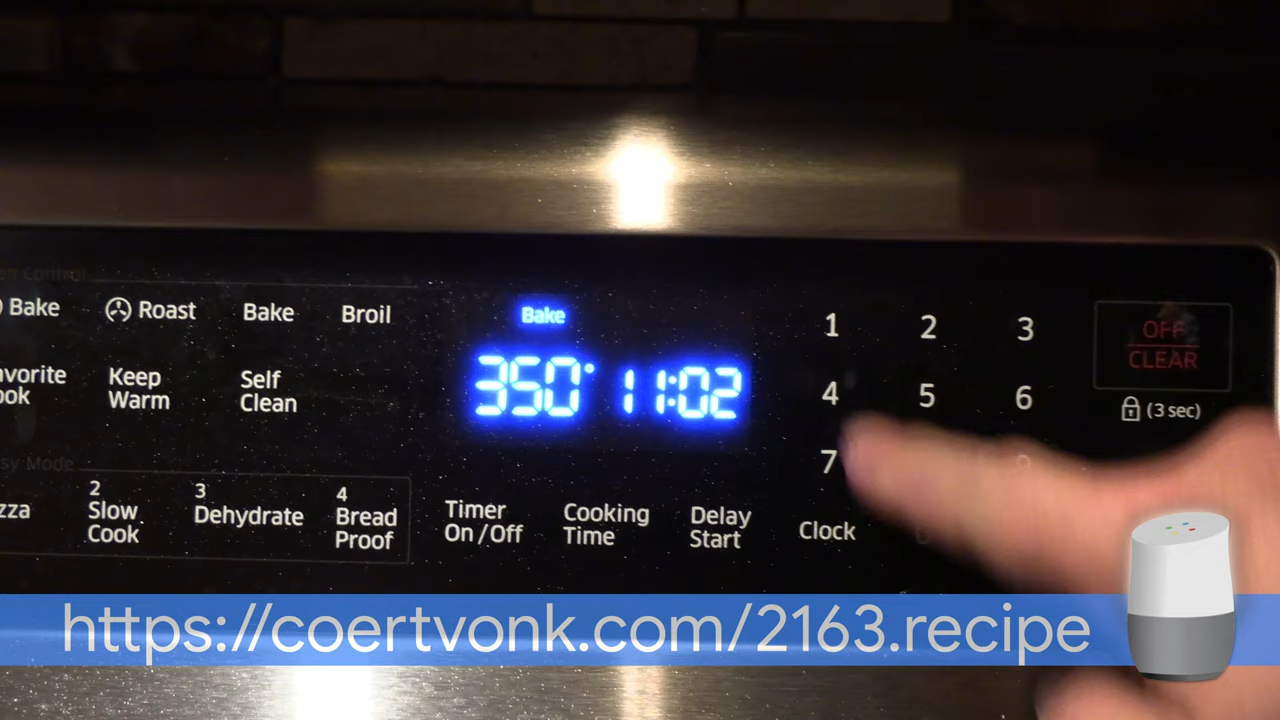 Bake
Roast
Bake
Broil
Bake
1
2
3
OFF
CLEAR
Keep
Warm
Self
Clean
350° 11:02
4
5
6
(3 sec)
7
2
Slow
Cook
3
Dehydrate
4
Bread
Proof
Timer
On/Off
Cooking
Time
Delay
Start
Clock
https://coertvonk.com/2163.recipe